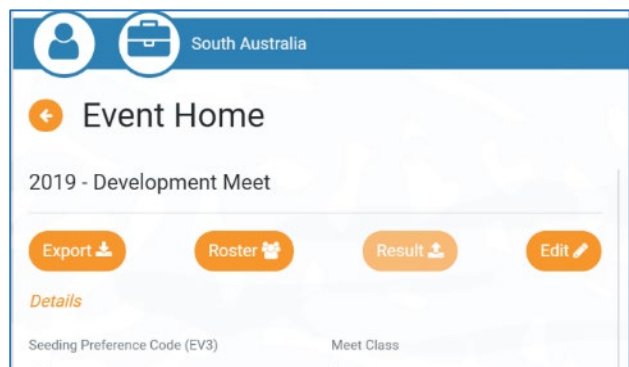 South Australia
Event Home
2019 - Development Meet
Export Roster Result Edit
Details
Seeding Preference Code (EV3) Meet Class